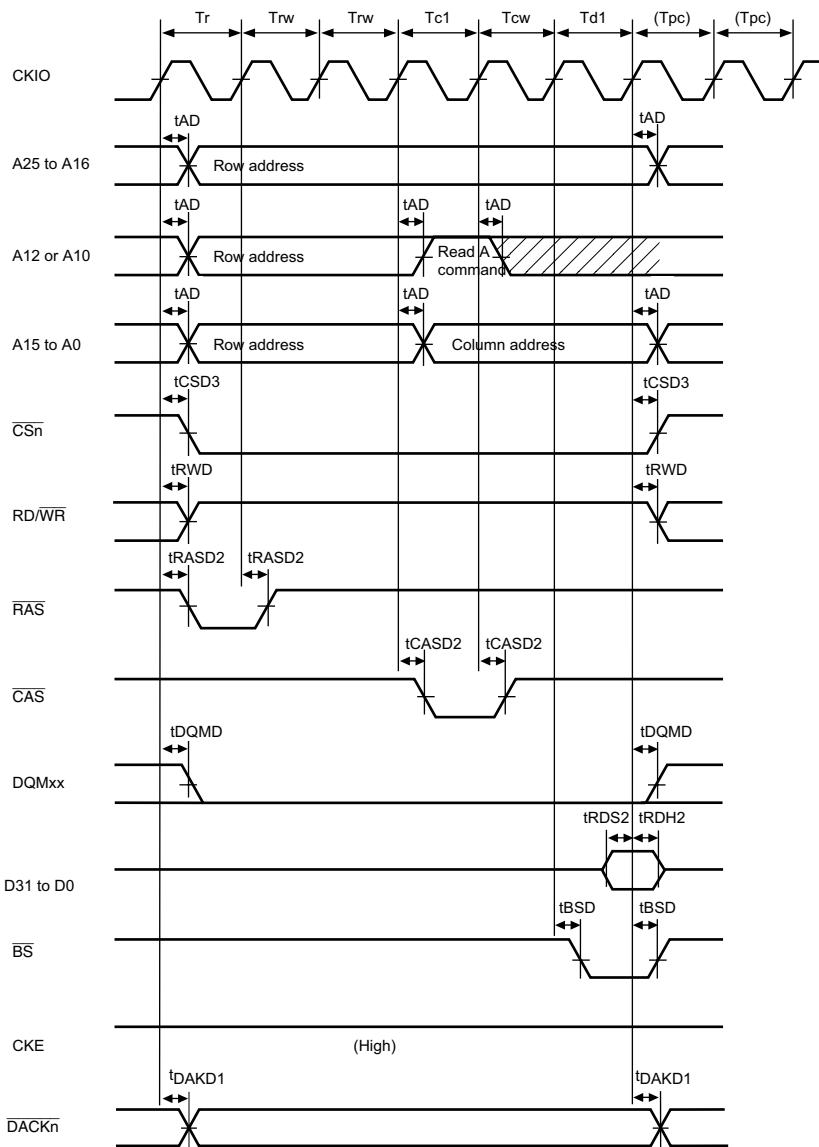 Tr Trw Trw Tc1 Tcw Td1 (Tpc) (Tpc)
CKIO
tAD tAD
A25 to A16 Row address
tAD tAD tAD
A12 or A10 Row address Read A command
tAD tAD tAD
A15 to A0 Row address Column address
tCSD3 tCSD3
CSn
tRWD tRWD
RD/WR
tRASD2 tRASD2
RAS
tCASD2 tCASD2
CAS
tDQMD tDQMD
DQMxx
tRDS2 tRDH2
D31 to D0
tBSD tBSD
BS
CKE (High)
tDAKD1 tDAKD1
DACKn